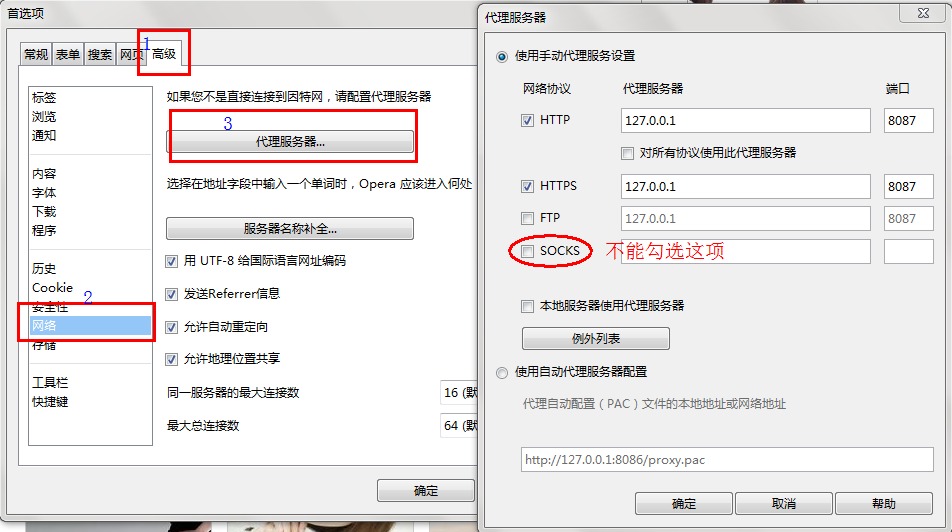 首选项
1
常规 表单 搜索 网页 高级
标签
浏览
通知
内容
字体
下载
程序
历史
Cookie
2
安全性
网络
存储
工具栏
快捷键
如果您不是直接连接到因特网，请配置代理服务器
3
代理服务器...
选择在地址字段中输入一个单词时，Opera 应该进入何处
服务器名称补全...
用 UTF-8 给国际语言网址编码
发送Referrer信息
允许自动重定向
允许地理位置共享
同一服务器的最大连接数 16 (默
最大总连接数 64 (默
确定
代理服务器
使用手动代理服务设置
网络协议 代理服务器 端口
HTTP 127.0.0.1 8087
对所有协议使用此代理服务器
HTTPS 127.0.0.1 8087
FTP 127.0.0.1 8087
SOCKS 不能勾选这项
本地服务器使用代理服务器
例外列表
使用自动代理服务器配置
代理自动配置（PAC）文件的本地地址或网络地址
http://127.0.0.1:8086/proxy.pac
确定 取消 帮助